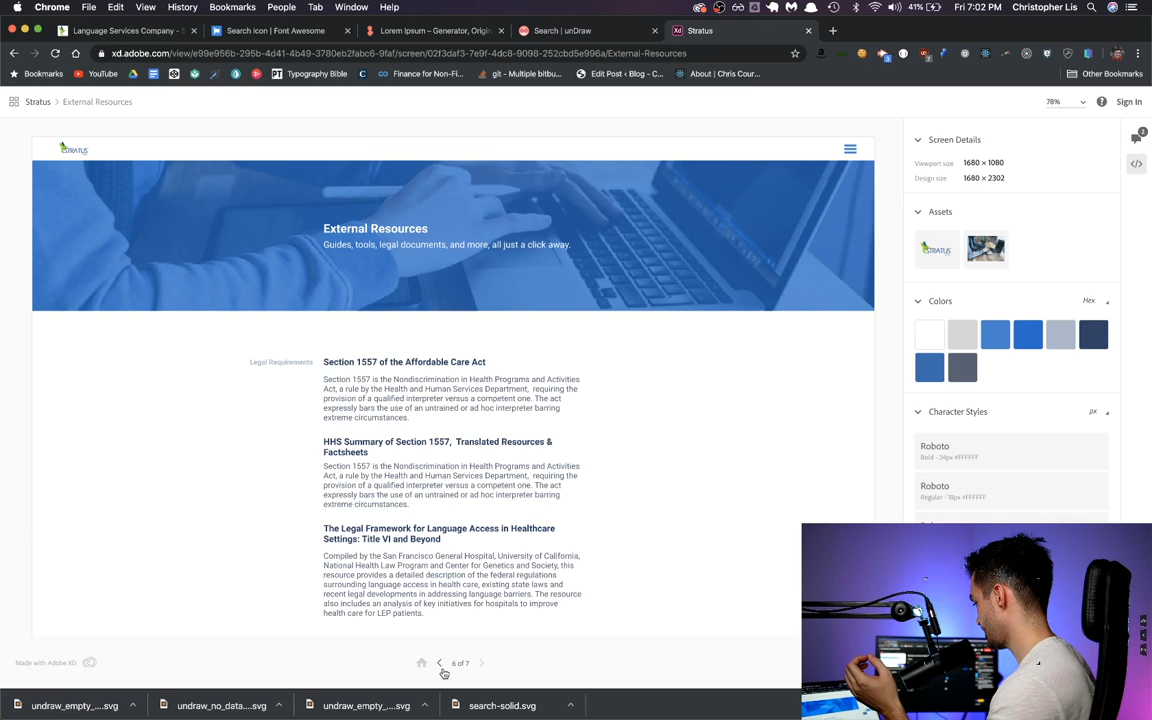 Chrome File Edit View History Bookmarks People Tab Window Help
41% Fri 7:02 PM Christopher Lis
Language Services Company - S
Search Icon | Font Awesome
Lorem Ipsum – Generator, Origin
Search | unDraw
Stratus
xd.adobe.com/view/e99e956b-295b-4d41-4b49-3780eb2fabc6-9faf/screen/02f3daf3-7e9f-4dc8-9098-252cbd5e996a/External-Resources
Bookmarks
YouTube
Typography Bible
Finance for Non-Fi...
git - Multiple bitbu...
Edit Post ‹ Blog - C...
About | Chris Cour...
Other Bookmarks
Stratus > External Resources
78%
Sign In
STRATUS
External Resources
Guides, tools, legal documents, and more, all just a click away.
Legal Requirements
Section 1557 of the Affordable Care Act
Section 1557 is the Nondiscrimination in Health Programs and Activities
Act, a rule by the Health and Human Services Department, requiring the
provision of a qualified interpreter versus a competent one. The act
expressly bars the use of an untrained or ad hoc interpreter barring
extreme circumstances.
HHS Summary of Section 1557, Translated Resources &
Factsheets
Section 1557 is the Nondiscrimination in Health Programs and Activities
Act, a rule by the Health and Human Services Department, requiring the
provision of a qualified interpreter versus a competent one. The act
expressly bars the use of an untrained or ad hoc interpreter barring
extreme circumstances.
The Legal Framework for Language Access in Healthcare
Settings: Title VI and Beyond
Compiled by the San Francisco General Hospital, University of California,
National Health Law Program and Center for Genetics and Society, this
resource provides a detailed description of the federal regulations
surrounding language access in health care, existing state laws and
recent legal developments in addressing language barriers. The resource
also includes an analysis of key initiatives for hospitals to improve
health care for LEP patients.
Screen Details
Viewport size 1680 × 1080
Design size 1680 × 2302
Assets
STRATUS
Colors Hex
Character Styles px
Roboto
Bold - 24px #FFFFFF
Roboto
Regular - 18px #FFFFFF
2
Made with Adobe XD
6 of 7
undraw_empty_....svg
undraw_no_data....svg
undraw_empty_....svg
search-solid.svg